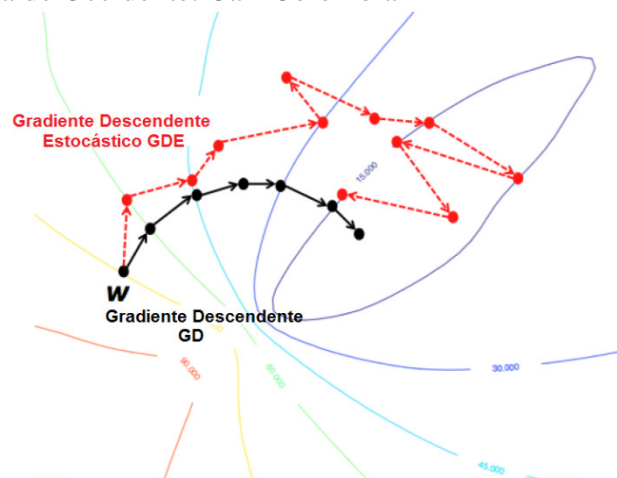 Gradiente Descendente
Estocástico GDE
15.000
W
Gradiente Descendente
GD
90.000
60.000
30.000
45.000